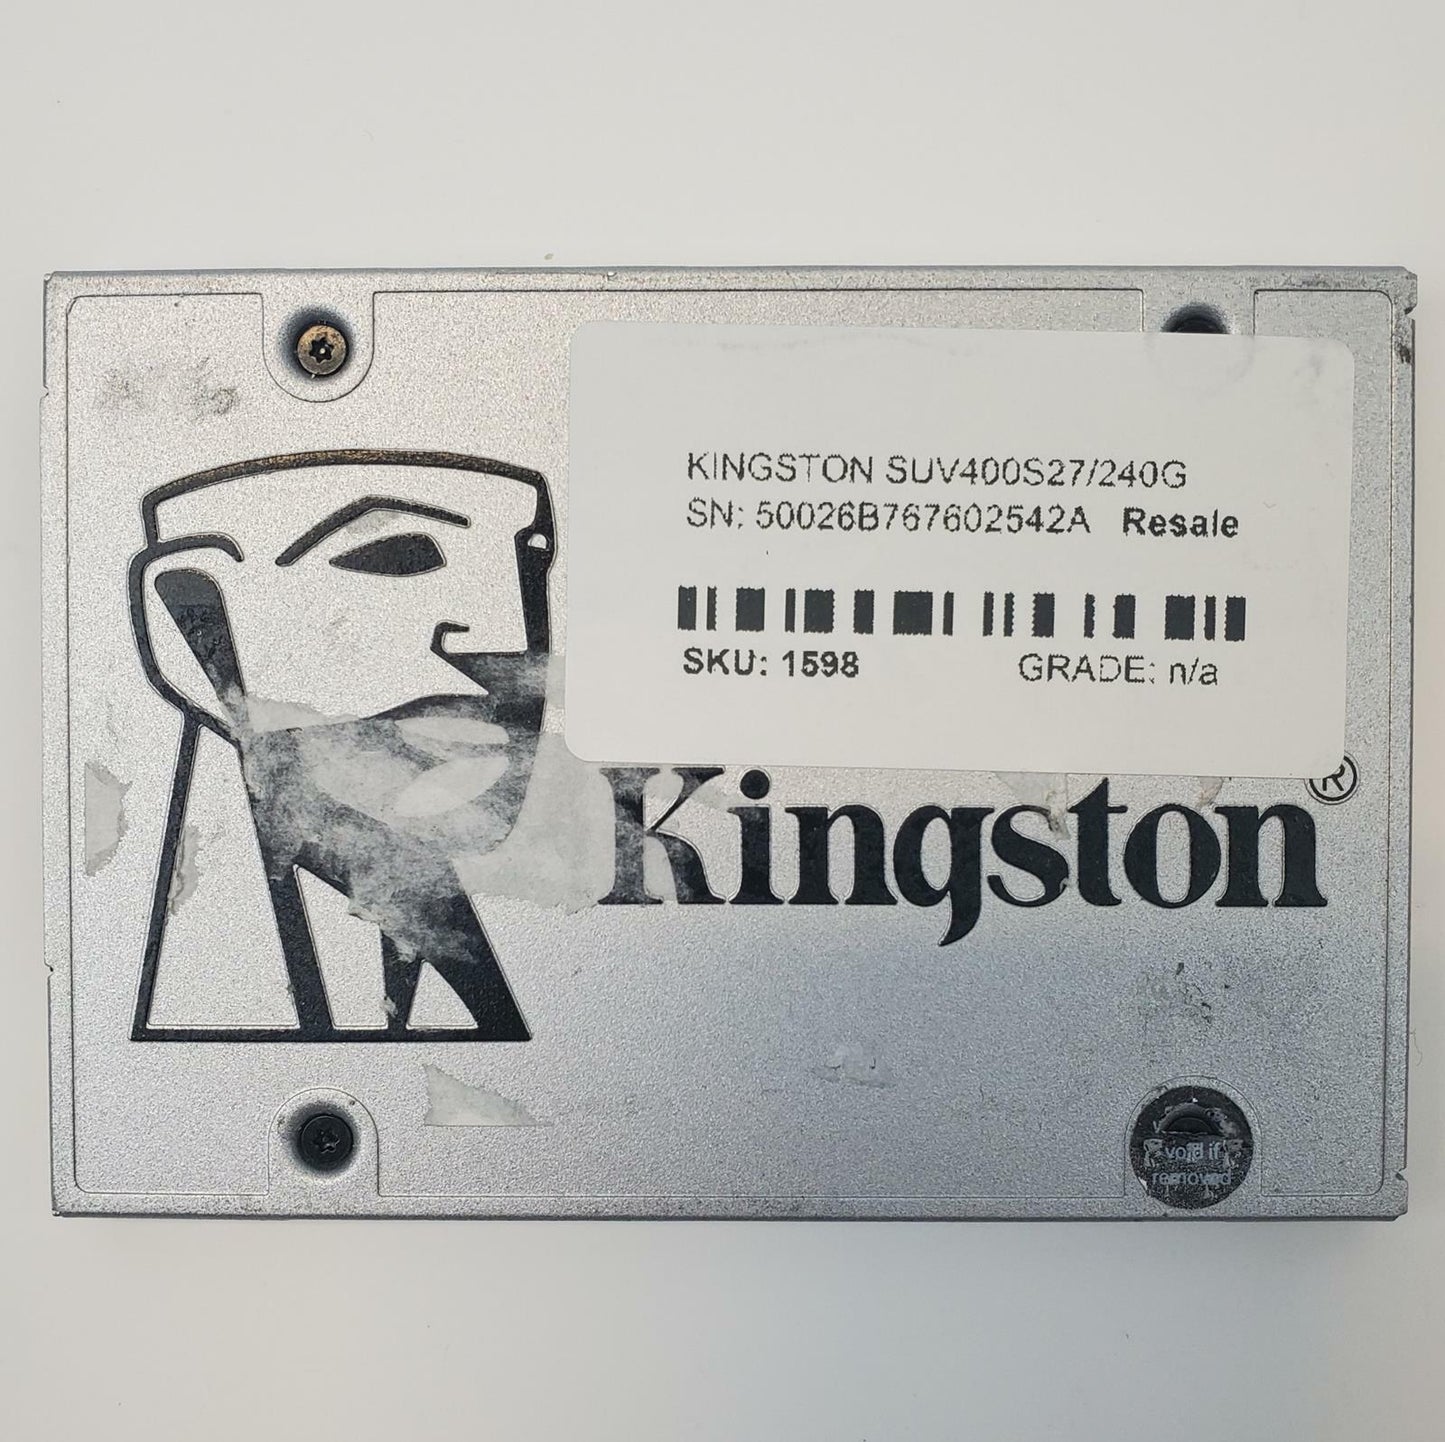 KINGSTON SUV400S27/240G
SN: 50026B767602542A Resale
SKU: 1598 GRADE: n/a
Kingston®
void if
removed